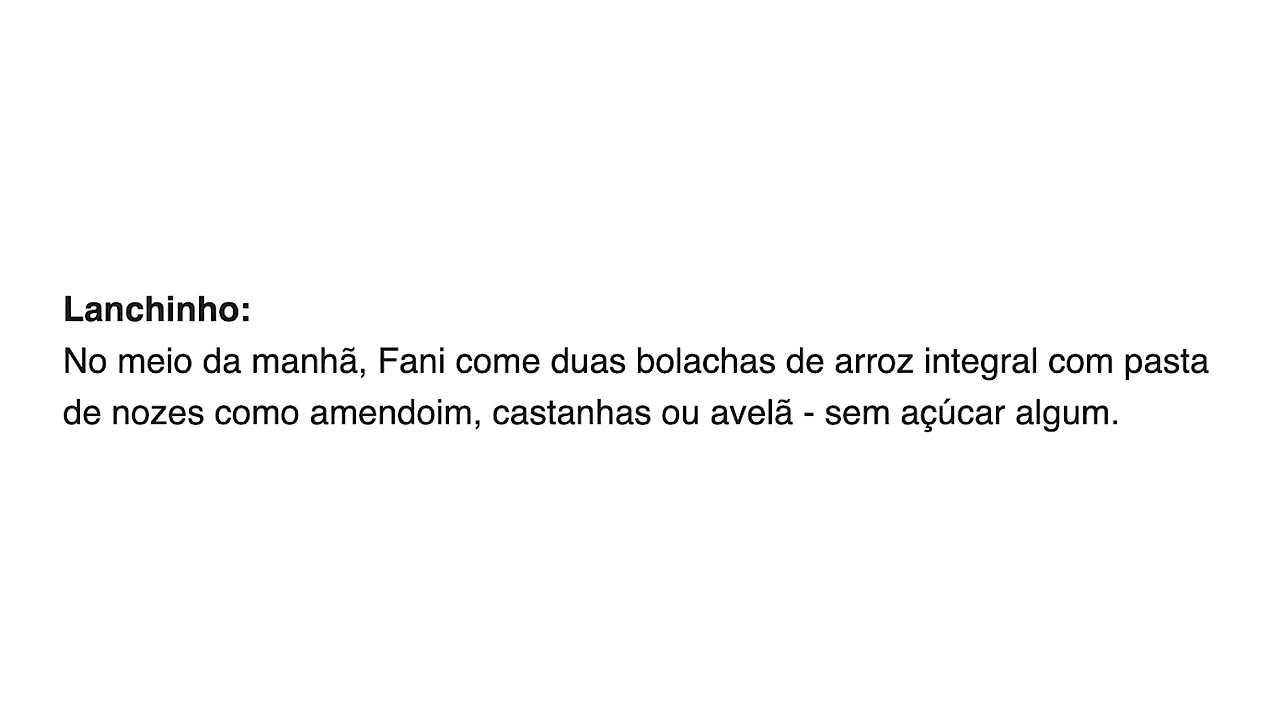 Lanchinho:
No meio da manhã, Fani come duas bolachas de arroz integral com pasta
de nozes como amendoim, castanhas ou avelã - sem açúcar algum.